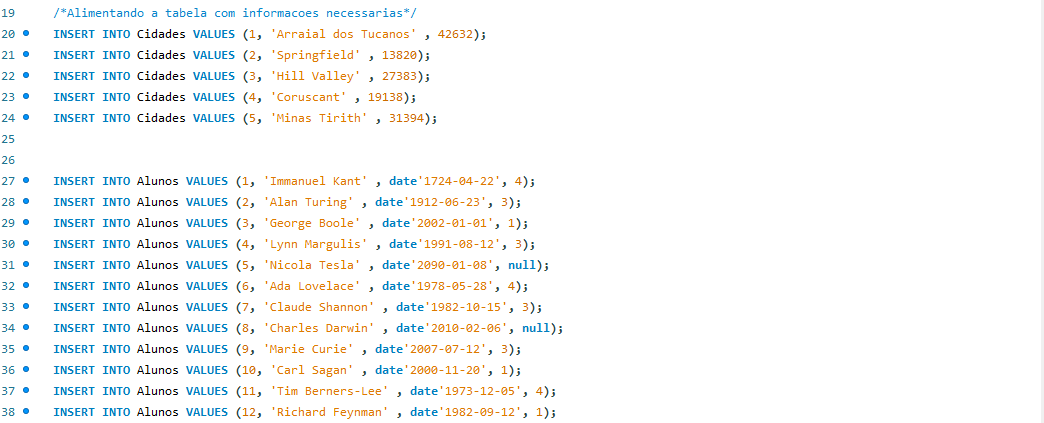 19 /*Alimentando a tabela com informacoes necessarias*/
20 INSERT INTO Cidades VALUES (1, 'Arraial dos Tucanos' , 42632);
21 INSERT INTO Cidades VALUES (2, 'Springfield' , 13820);
22 INSERT INTO Cidades VALUES (3, 'Hill Valley' , 27383);
23 INSERT INTO Cidades VALUES (4, 'Coruscant' , 19138);
24 INSERT INTO Cidades VALUES (5, 'Minas Tirith' , 31394);
25
26
27 INSERT INTO Alunos VALUES (1, 'Immanuel Kant' , date'1724-04-22', 4);
28 INSERT INTO Alunos VALUES (2, 'Alan Turing' , date'1912-06-23', 3);
29 INSERT INTO Alunos VALUES (3, 'George Boole' , date'2002-01-01', 1);
30 INSERT INTO Alunos VALUES (4, 'Lynn Margulis' , date'1991-08-12', 3);
31 INSERT INTO Alunos VALUES (5, 'Nicola Tesla' , date'2090-01-08', null);
32 INSERT INTO Alunos VALUES (6, 'Ada Lovelace' , date'1978-05-28', 4);
33 INSERT INTO Alunos VALUES (7, 'Claude Shannon' , date'1982-10-15', 3);
34 INSERT INTO Alunos VALUES (8, 'Charles Darwin' , date'2010-02-06', null);
35 INSERT INTO Alunos VALUES (9, 'Marie Curie' , date'2007-07-12', 3);
36 INSERT INTO Alunos VALUES (10, 'Carl Sagan' , date'2000-11-20', 1);
37 INSERT INTO Alunos VALUES (11, 'Tim Berners-Lee' , date'1973-12-05', 4);
38 INSERT INTO Alunos VALUES (12, 'Richard Feynman' , date'1982-09-12', 1);